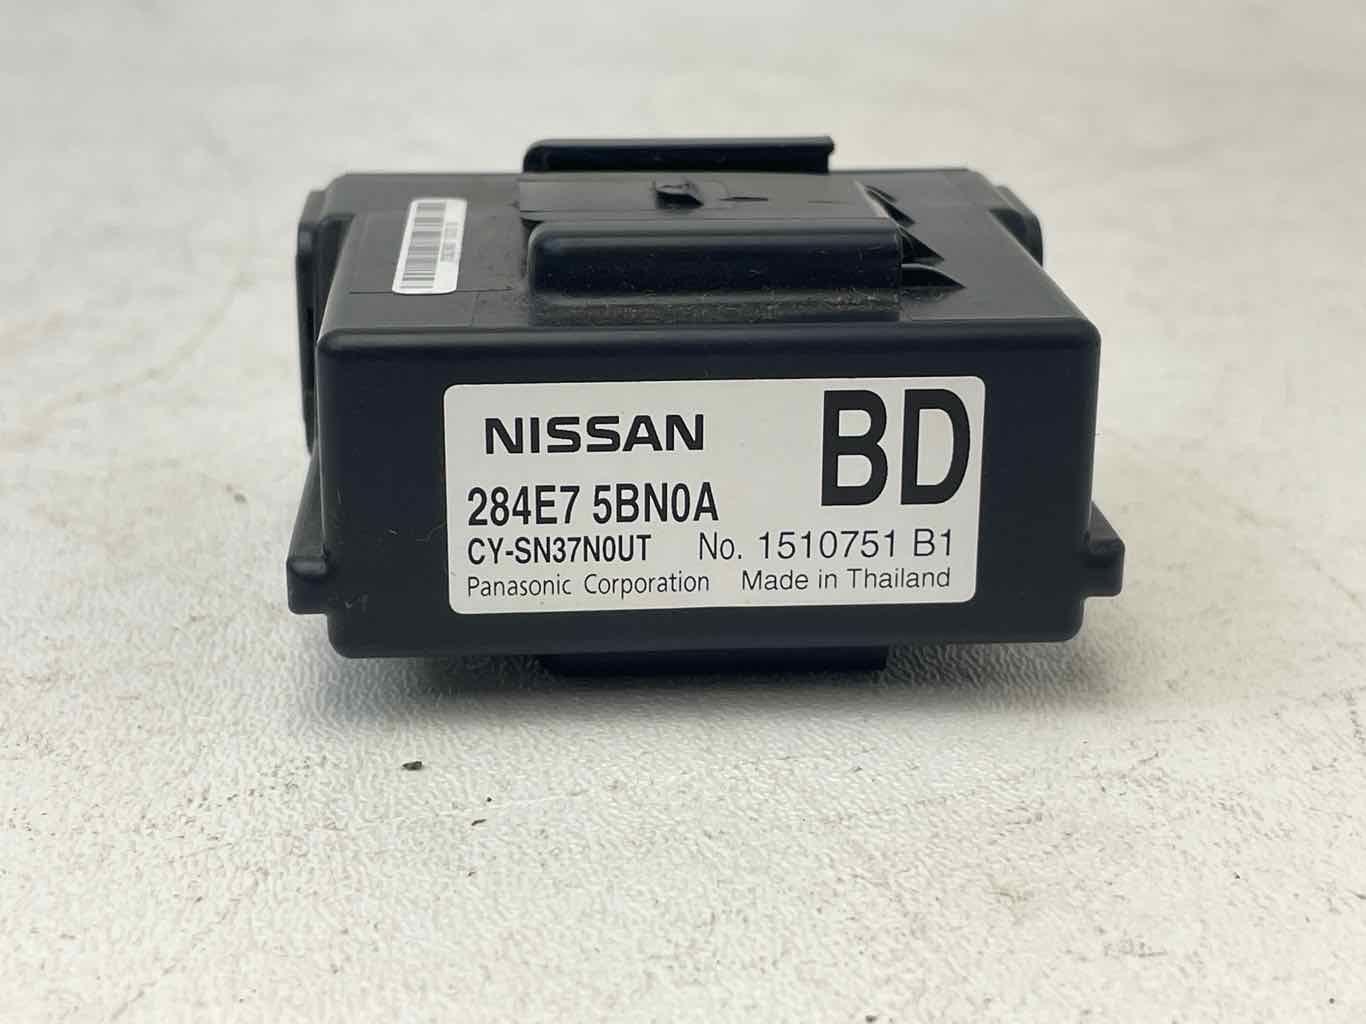 NISSAN
BD
284E7 5BN0A
CY-SN37N0UT No. 1510751 B1
Panasonic Corporation Made in Thailand